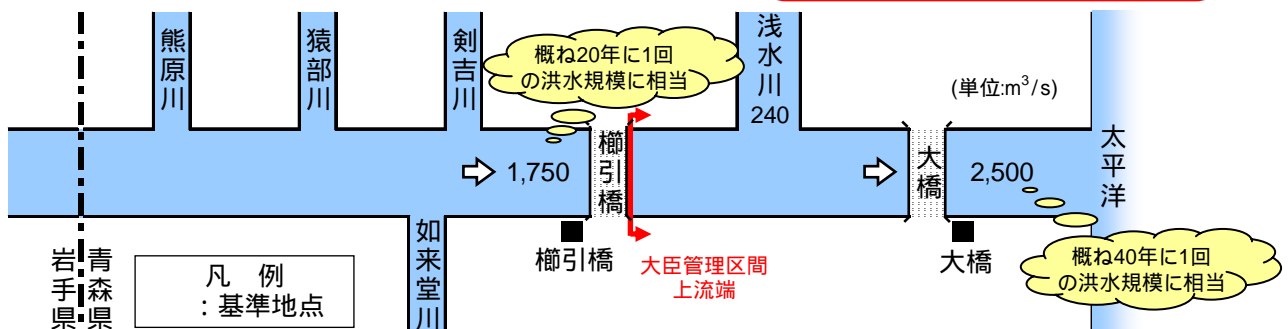 熊原川
猿部川
剣吉川
概ね20年に1回
の洪水規模に相当
浅水川
240
(単位:m³/s)
1,750
櫛引橋
大橋
2,500
太平洋
岩手県
青森県
凡 例
：基準地点
如来堂川
櫛引橋
大臣管理区間
上流端
大橋
概ね40年に1回
の洪水規模に相当